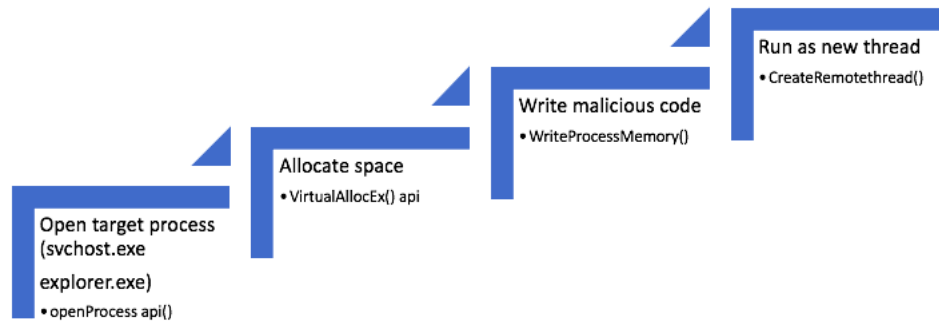 Open target process
(svchost.exe
explorer.exe)
• openProcess api()
Allocate space
• VirtualAllocEx() api
Write malicious code
• WriteProcessMemory()
Run as new thread
• CreateRemotethread()